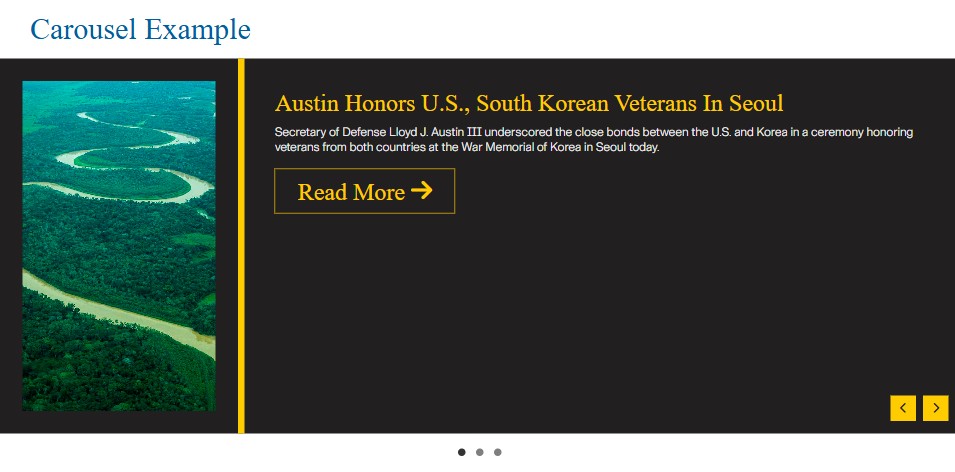 Carousel Example
Austin Honors U.S., South Korean Veterans In Seoul
Secretary of Defense Lloyd J. Austin III underscored the close bonds between the U.S. and Korea in a ceremony honoring
veterans from both countries at the War Memorial of Korea in Seoul today.
Read More